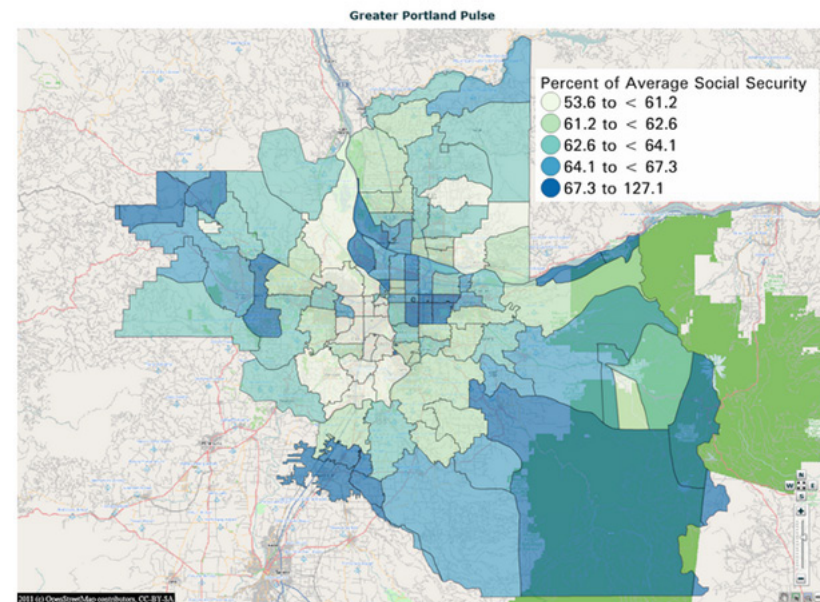 Greater Portland Pulse
Percent of Average Social Security
53.6 to < 61.2
61.2 to < 62.6
62.6 to < 64.1
64.1 to < 67.3
67.3 to 127.1
N
W E
S
2011 (c) OpenStreetMap contributors, CC-BY-SA